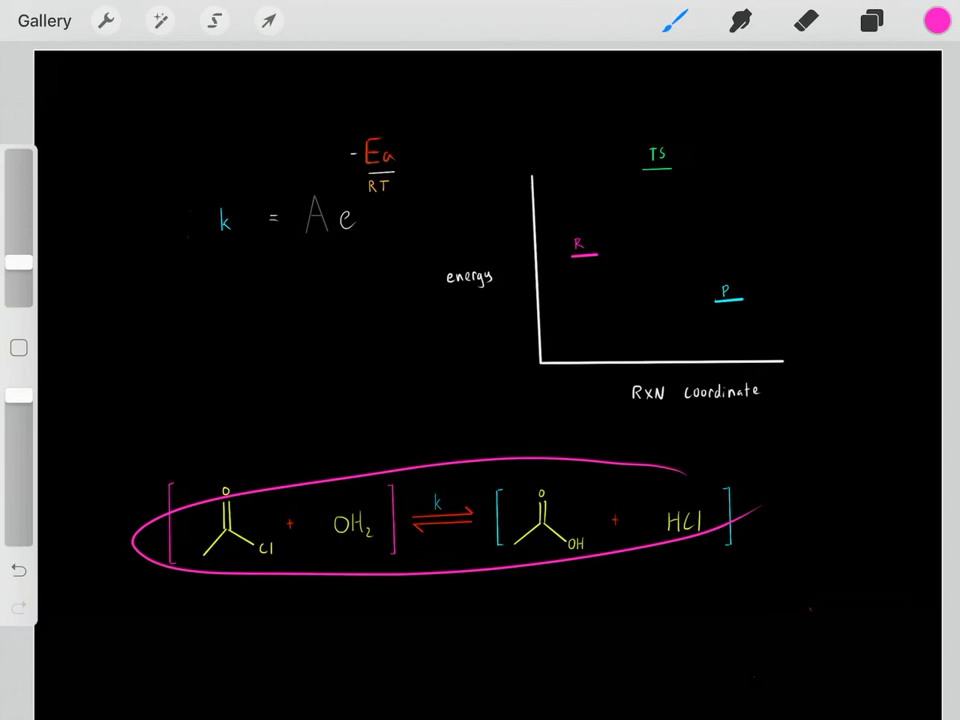 Gallery
- Ea
RT
k = A e
TS
R
energy
P
RXN coordinate
O
Cl
+
OH2
k
O
OH
+
HCl